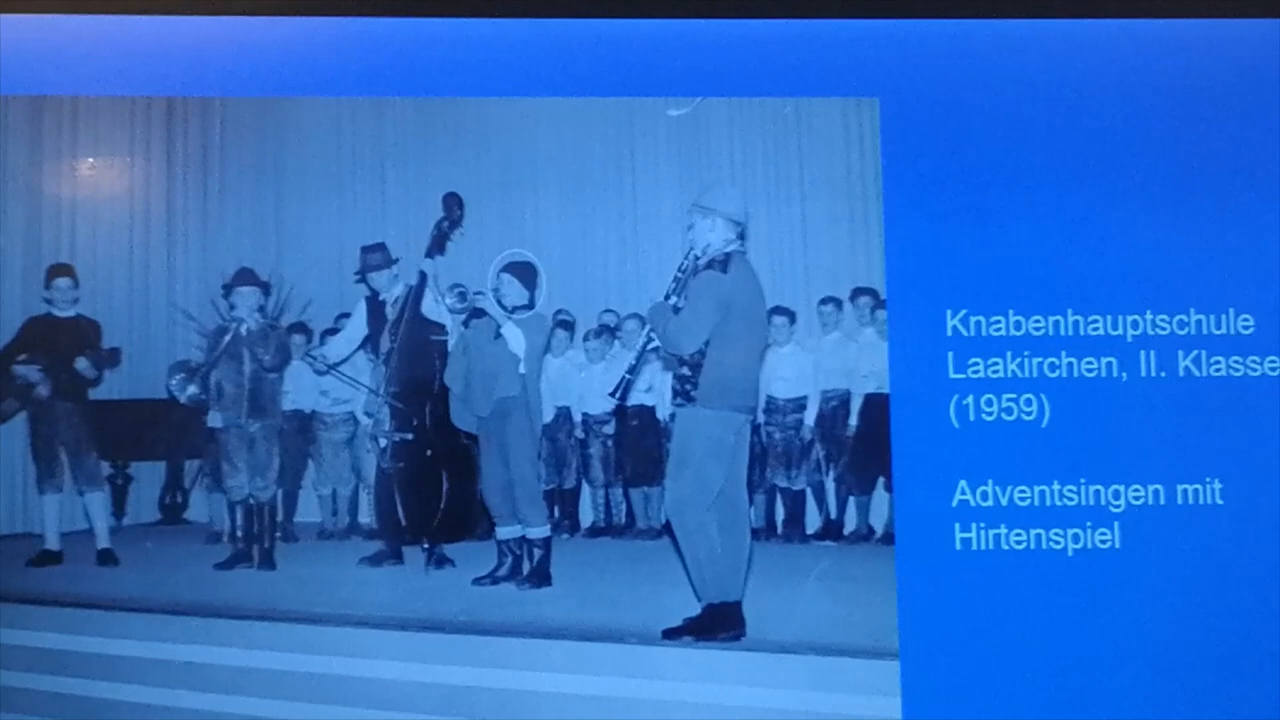 Knabenhauptschule
Laakirchen, II. Klasse
(1959)
Adventsingen mit
Hirtenspiel